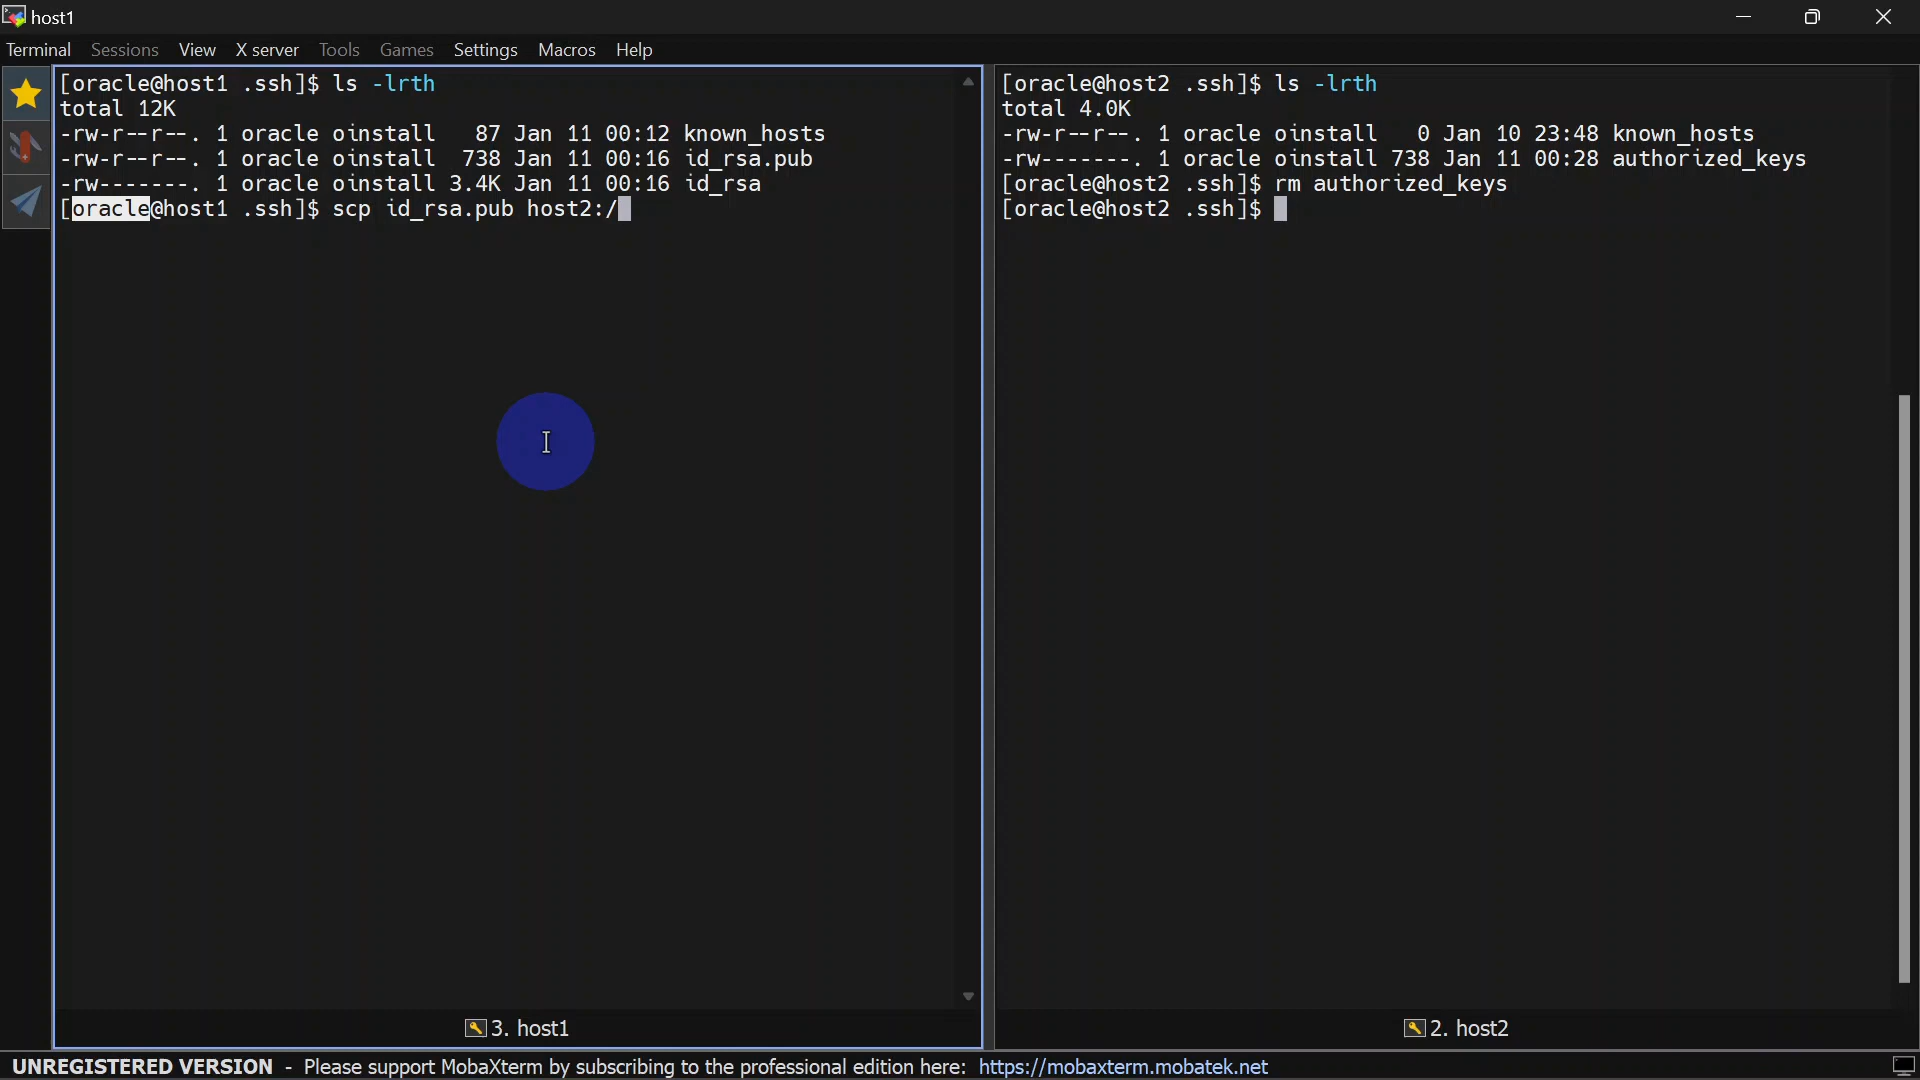 host1
Terminal Sessions View X server Tools Games Settings Macros Help
[oracle@host1 .ssh]$ ls -lrth
total 12K
-rw-r--r--. 1 oracle oinstall   87 Jan 11 00:12 known_hosts
-rw-r--r--. 1 oracle oinstall  738 Jan 11 00:16 id_rsa.pub
-rw-------. 1 oracle oinstall 3.4K Jan 11 00:16 id_rsa
[oracle@host1 .ssh]$ scp id_rsa.pub host2:/
3. host1
[oracle@host2 .ssh]$ ls -lrth
total 4.0K
-rw-r--r--. 1 oracle oinstall   0 Jan 10 23:48 known_hosts
-rw-------. 1 oracle oinstall 738 Jan 11 00:28 authorized_keys
[oracle@host2 .ssh]$ rm authorized_keys
[oracle@host2 .ssh]$
2. host2
UNREGISTERED VERSION - Please support MobaXterm by subscribing to the professional edition here: https://mobaxterm.mobatek.net